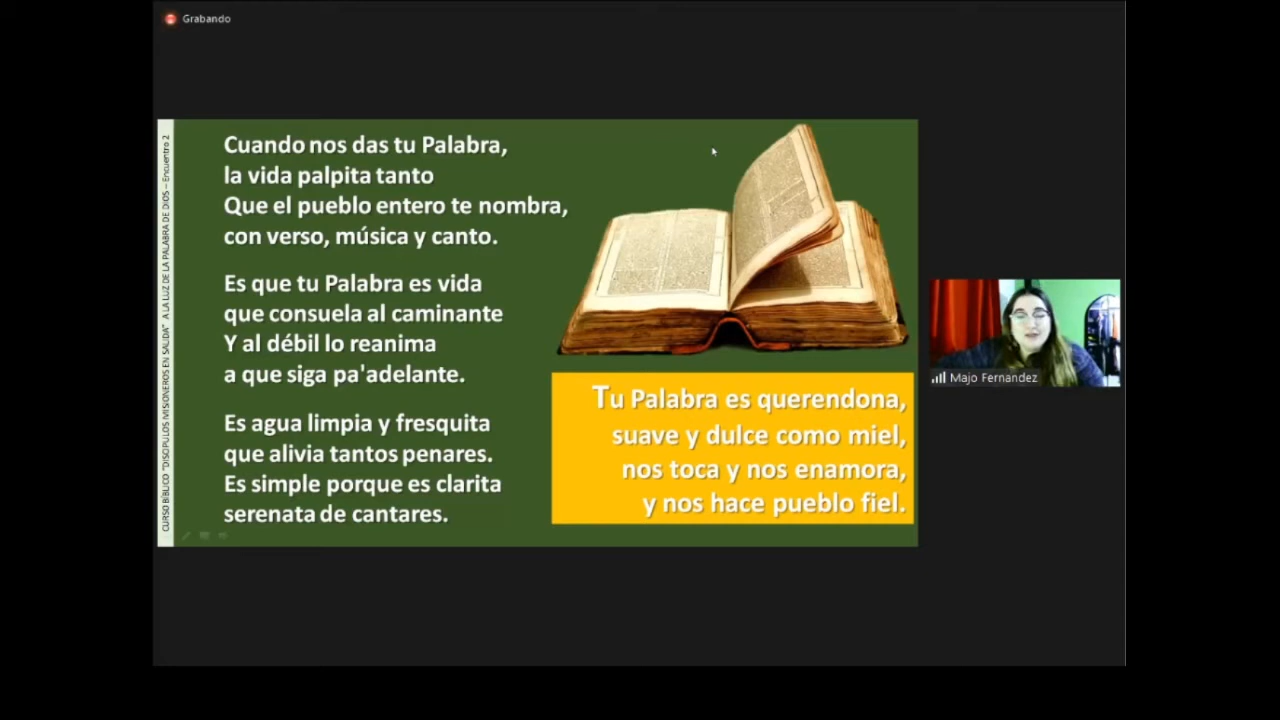 Grabando
CURSO BÍBLICO "DISCIPULOS MISIONEROS EN SALIDA" A LA LUZ DE LA PALABRA DE DIOS – Encuentro 2
Cuando nos das tu Palabra,
la vida palpita tanto
Que el pueblo entero te nombra,
con verso, música y canto.
Es que tu Palabra es vida
que consuela al caminante
Y al débil lo reanima
a que siga pa'adelante.
Es agua limpia y fresquita
que alivia tantos penares.
Es simple porque es clarita
serenata de cantares.
Tu Palabra es querendona,
suave y dulce como miel,
nos toca y nos enamora,
y nos hace pueblo fiel.
Majo Fernandez